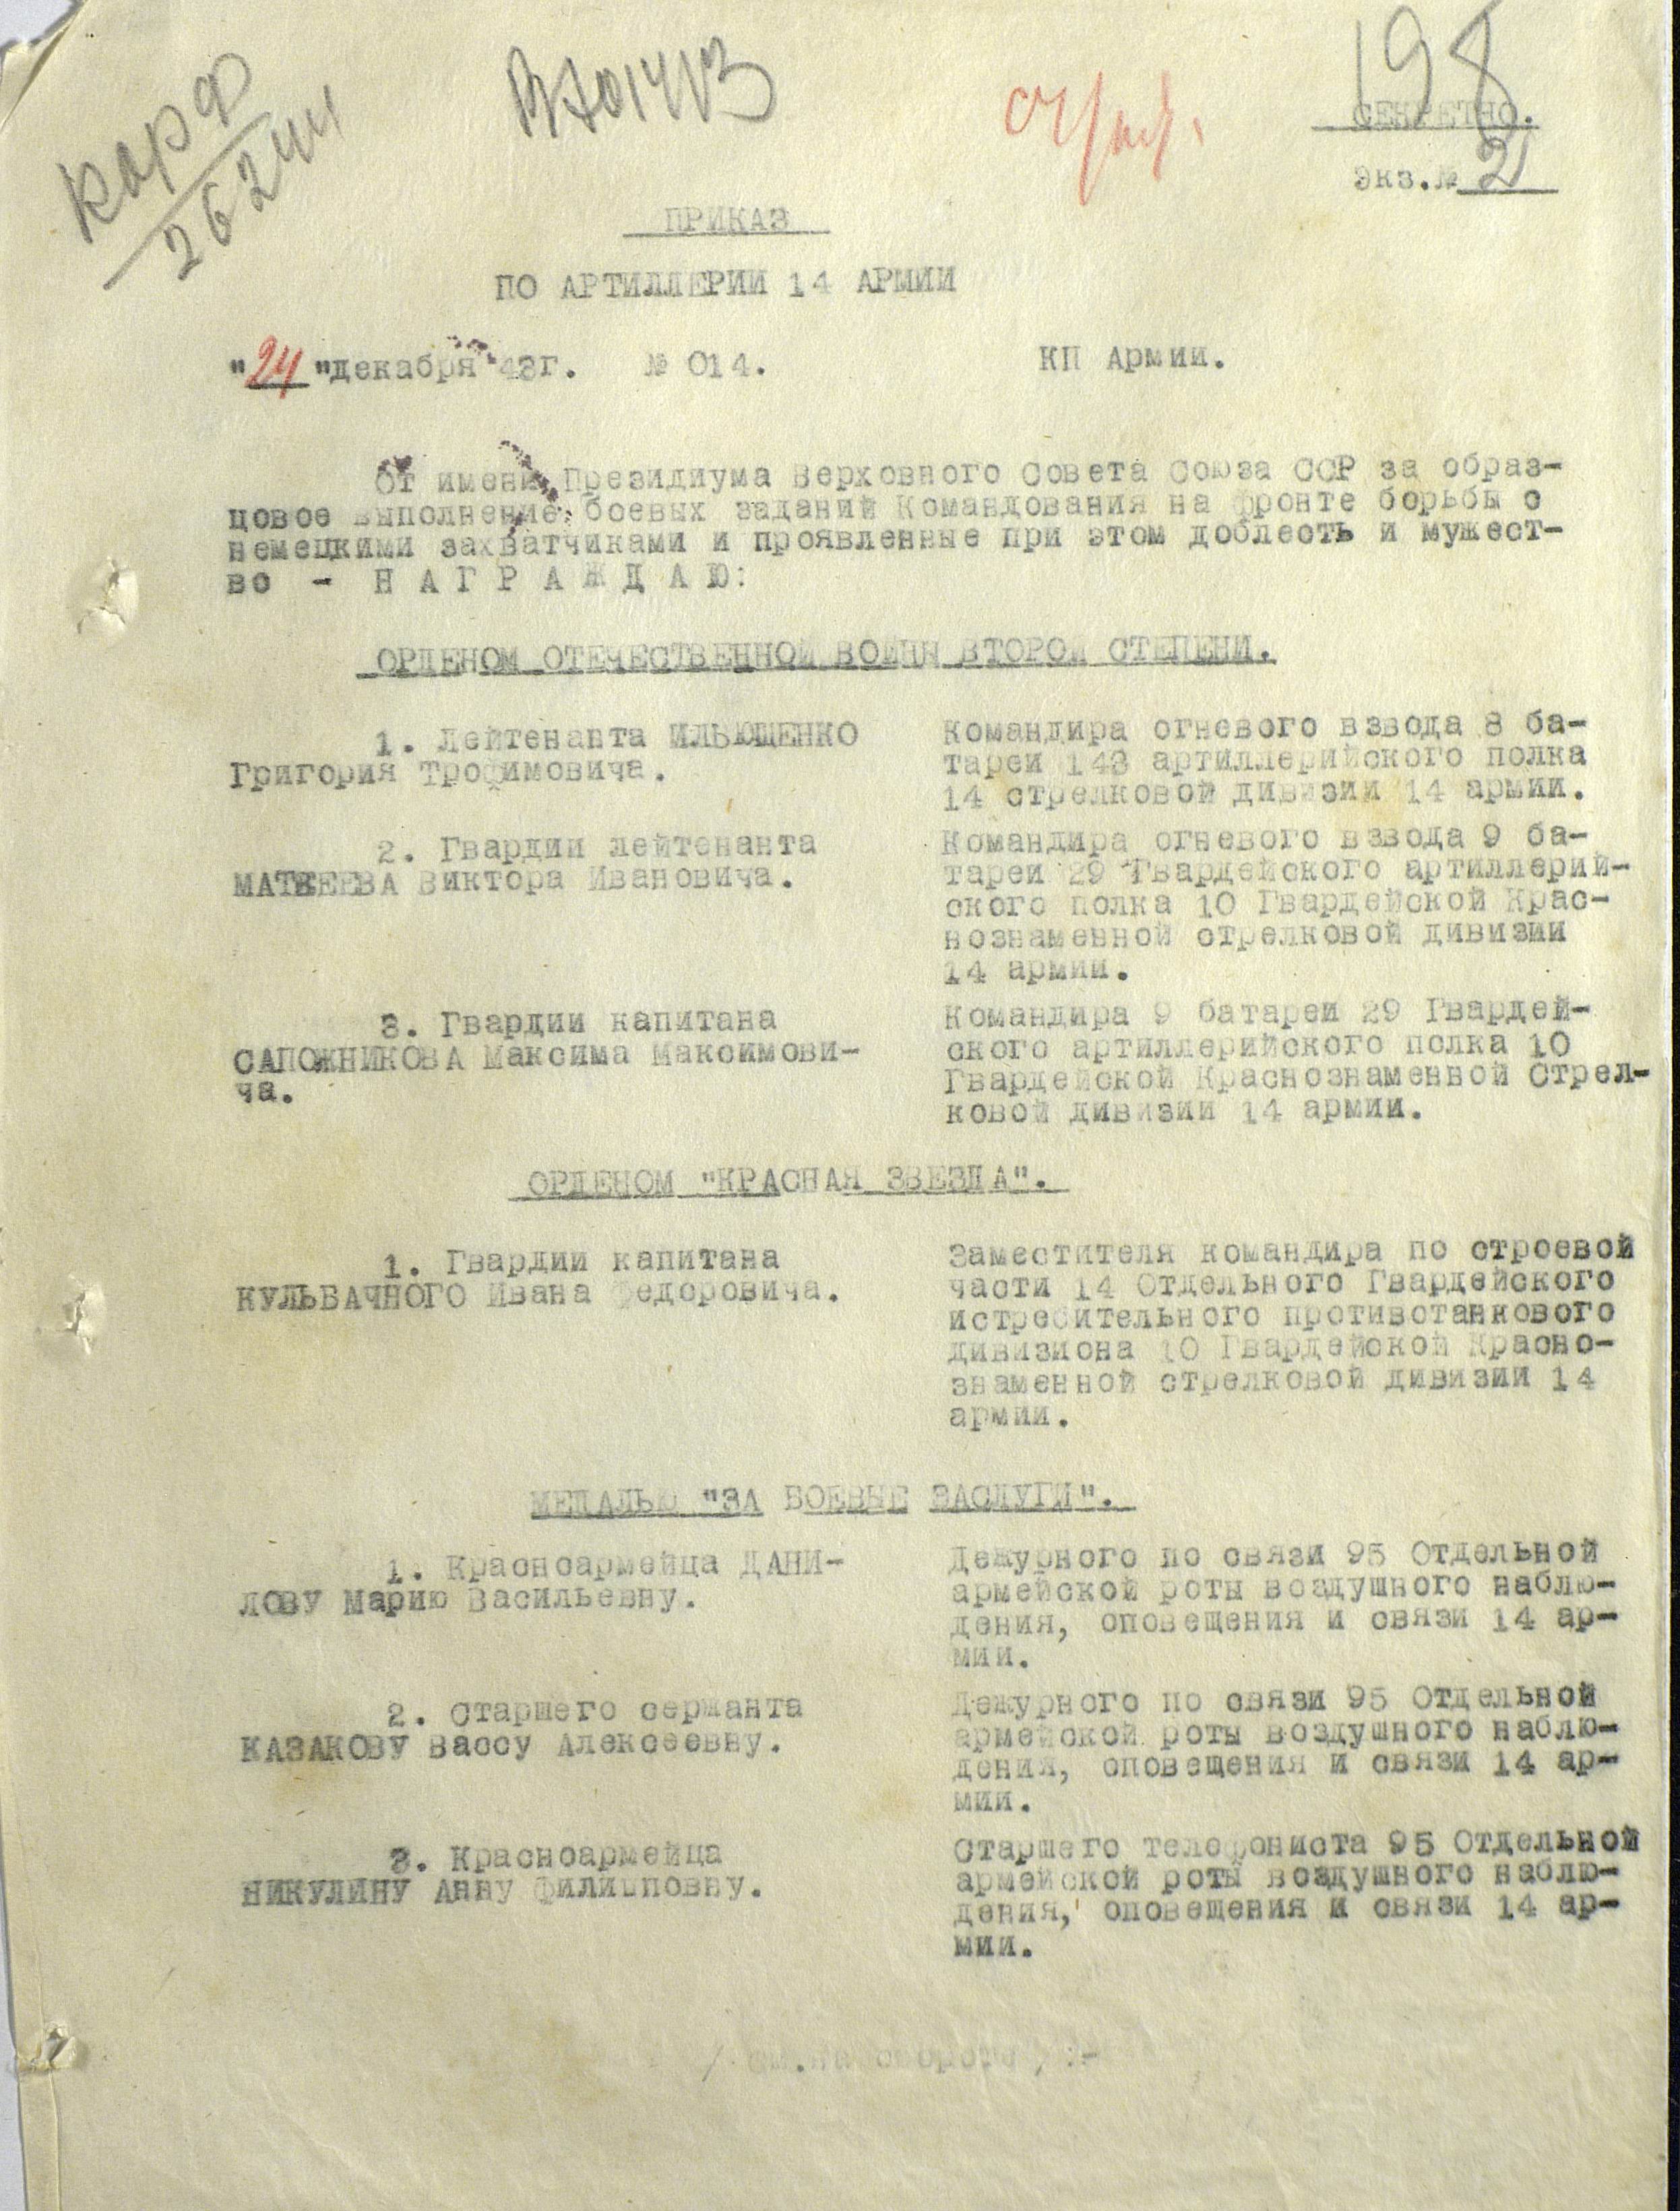 198
СЕКРЕТНО.
Экз.№ 2
ПРИКАЗ
ПО АРТИЛЛЕРИИ 14 АРМИИ
"24"декабря 43г. № 014. КП Армии.
От имени Президиума Верховного Совета Союза ССР за образ-
цовое выполнение боевых заданий Командования на фронте борьбы с
немецкими захватчиками и проявленные при этом доблесть и мужест-
во - НАГРАЖДАЮ:
ОРДЕНОМ ОТЕЧЕСТВЕННОЙ ВОЙНЫ ВТОРОЙ СТЕПЕНИ.
1. Лейтенанта ИЛЬЮЩЕНКО
Григория Трофимовича.
Командира огневого взвода 8 ба-
тареи 143 артиллерийского полка
14 стрелковой дивизии 14 армии.
2. Гвардии лейтенанта
МАТВЕЕВА Виктора Ивановича.
Командира огневого взвода 9 ба-
тареи 29 Гвардейского артиллерий-
ского полка 10 Гвардейской Крас-
нознаменной стрелковой дивизии
14 армии.
3. Гвардии капитана
САПОЖНИКОВА Максима Максимови-
ча.
Командира 9 батареи 29 Гвардей-
ского артиллерийского полка 10
Гвардейской Краснознаменной Стрел-
ковой дивизии 14 армии.
ОРДЕНОМ "КРАСНАЯ ЗВЕЗДА".
1. Гвардии капитана
КУЛЬБАЧНОГО Ивана Федоровича.
Заместителя командира по строевой
части 14 Отдельного Гвардейского
истребительного противотанкового
дивизиона 10 Гвардейской Красно-
знаменной стрелковой дивизии 14
армии.
МЕДАЛЬЮ "ЗА БОЕВЫЕ ЗАСЛУГИ".
1. Красноармейца ДАНИ-
ЛОВУ Марию Васильевну.
Дежурного по связи 95 Отдельной
армейской роты воздушного наблю-
дения, оповещения и связи 14 ар-
мии.
2. Старшего сержанта
КАЗАКОВУ Вассу Алексеевну.
Дежурного по связи 95 Отдельной
армейской роты воздушного наблю-
дения, оповещения и связи 14 ар-
мии.
3. Красноармейца
НИКУЛИНУ Анну Филипповну.
Старшего телефониста 95 Отдельной
армейской роты воздушного наблю-
дения, оповещения и связи 14 ар-
мии.
/ см.на обороте /